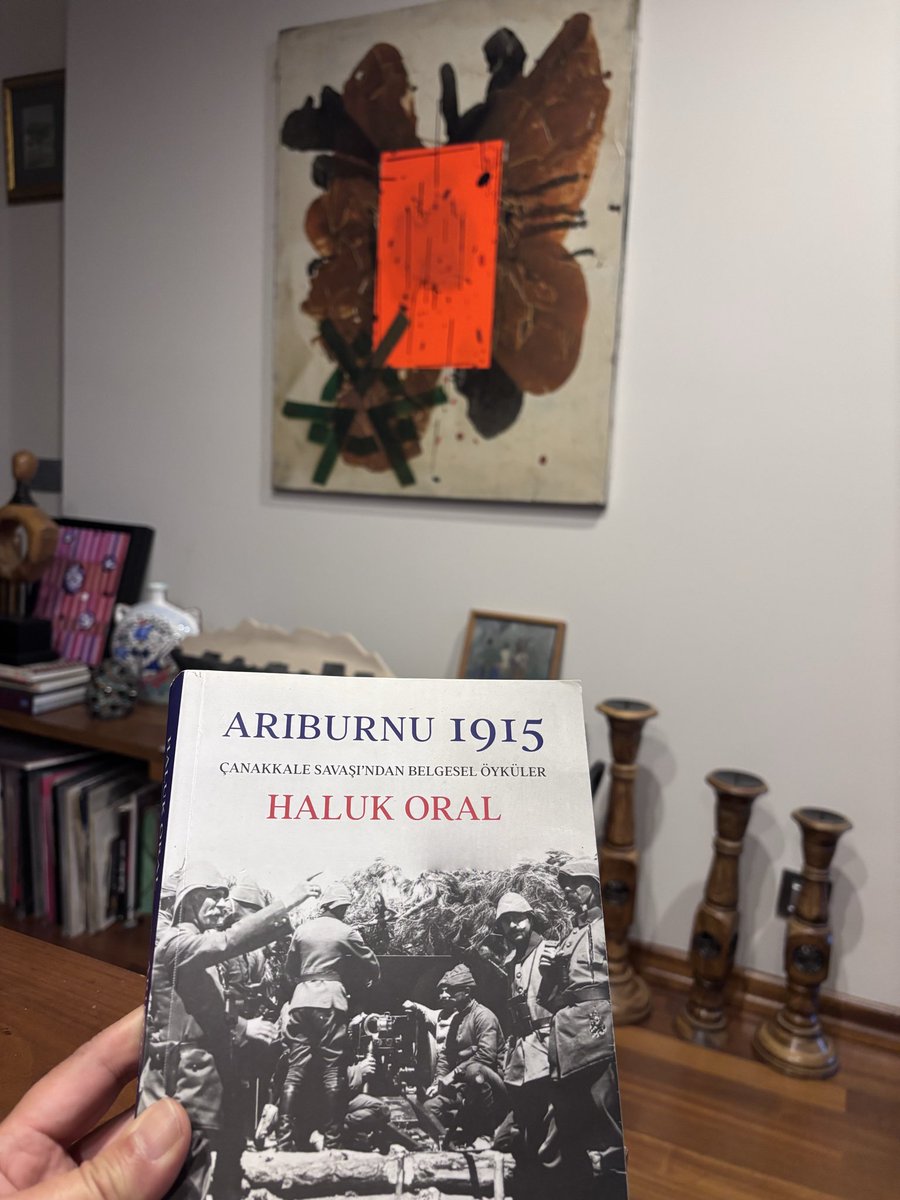 ARIBURNU 1915
ÇANAKKALE SAVAŞI'NDAN BELGESEL ÖYKÜLER
HALUK ORAL